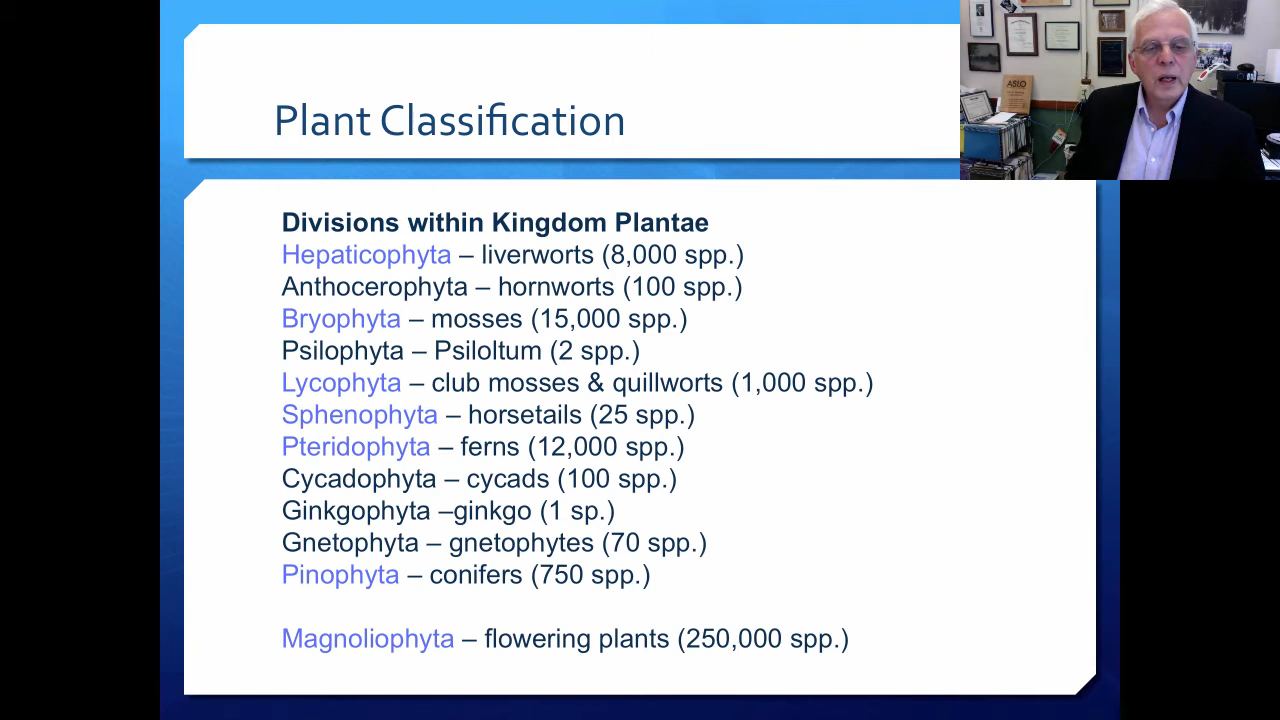 Plant Classification
ASLO
Divisions within Kingdom Plantae
Hepaticophyta – liverworts (8,000 spp.)
Anthocerophyta – hornworts (100 spp.)
Bryophyta – mosses (15,000 spp.)
Psilophyta – Psiloltum (2 spp.)
Lycophyta – club mosses & quillworts (1,000 spp.)
Sphenophyta – horsetails (25 spp.)
Pteridophyta – ferns (12,000 spp.)
Cycadophyta – cycads (100 spp.)
Ginkgophyta –ginkgo (1 sp.)
Gnetophyta – gnetophytes (70 spp.)
Pinophyta – conifers (750 spp.)
Magnoliophyta – flowering plants (250,000 spp.)